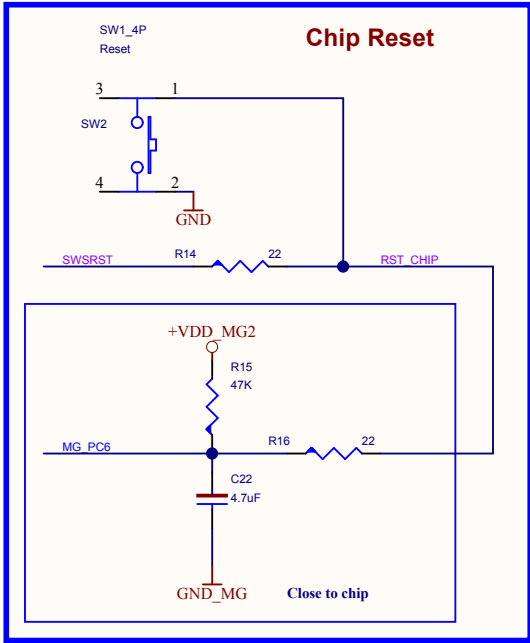 SW1_4P
Chip Reset
Reset
3
1
SW2
4
2
GND
SWSRST
R14
22
RST_CHIP
+VDD_MG2
R15
47K
MG_PC6
R16
22
C22
4.7uF
GND_MG
Close to chip